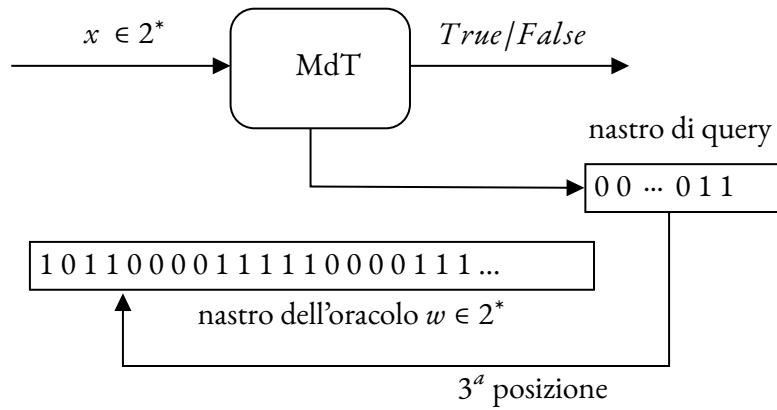 x ∈ 2*
True/False
MdT
nastro di query
0 0 ... 0 1 1
1 0 1 1 0 0 0 0 1 1 1 1 1 0 0 0 0 1 1 1 ...
nastro dell'oracolo w ∈ 2*
3ª posizione